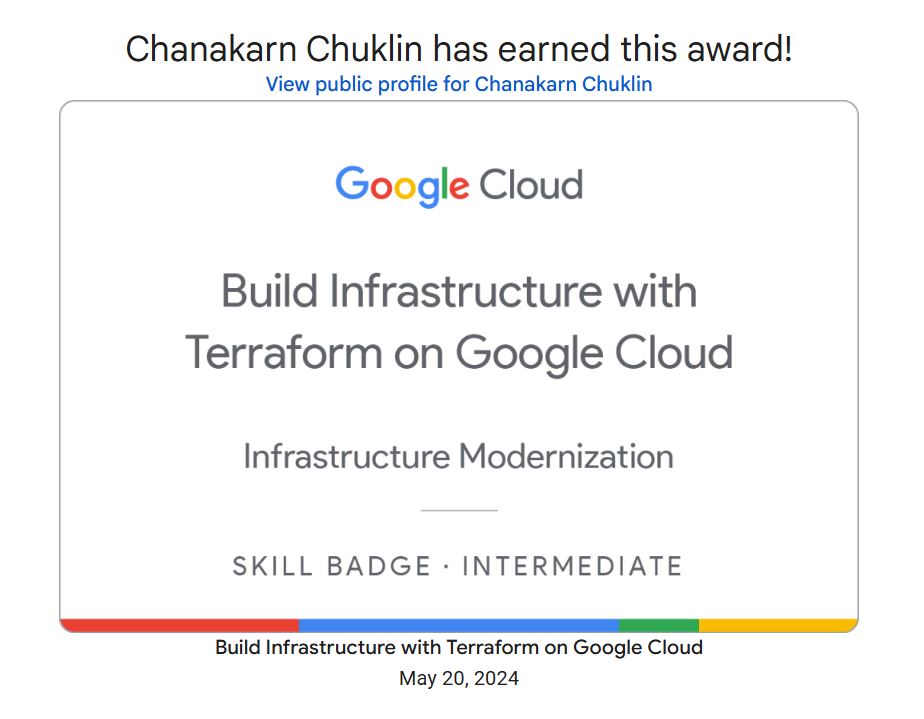 Chanakarn Chuklin has earned this award!
View public profile for Chanakarn Chuklin
Google Cloud
Build Infrastructure with
Terraform on Google Cloud
Infrastructure Modernization
SKILL BADGE · INTERMEDIATE
Build Infrastructure with Terraform on Google Cloud
May 20, 2024